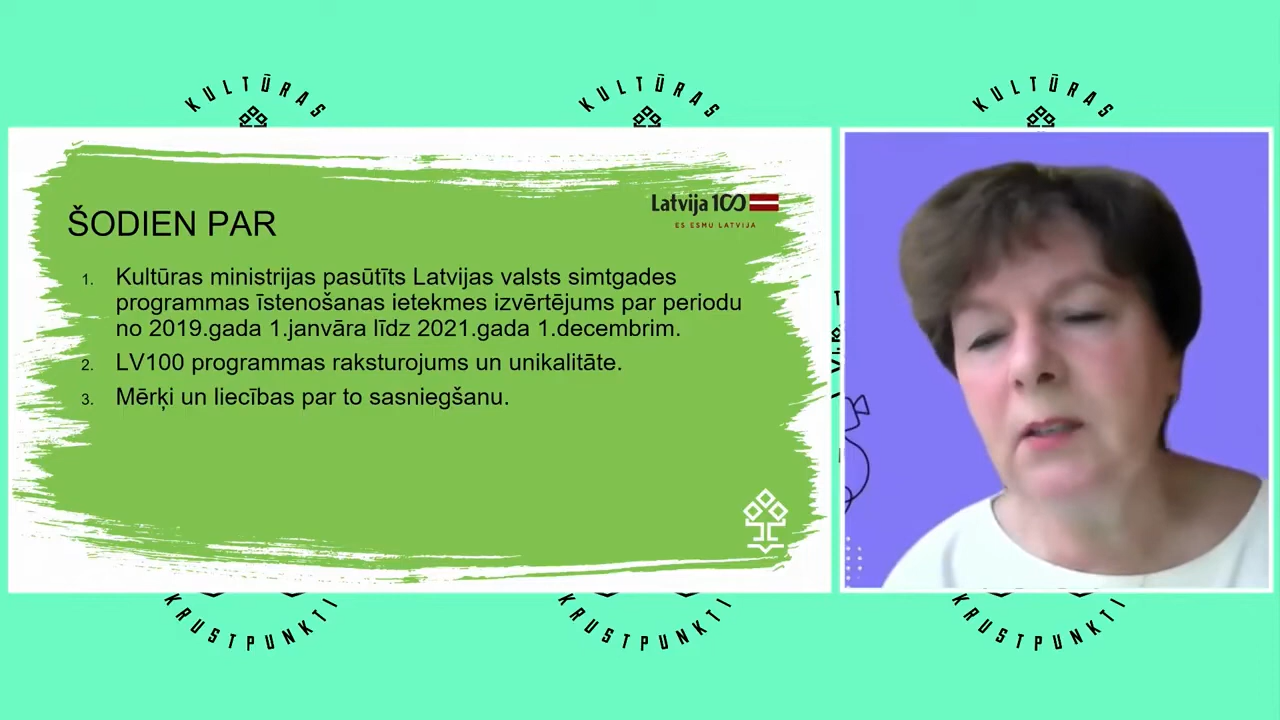 KULTŪRAS
KULTŪRAS
KULTŪRAS
Latvija 100
ES ESMU LATVIJA
ŠODIEN PAR
1. Kultūras ministrijas pasūtīts Latvijas valsts simtgades
programmas īstenošanas ietekmes izvērtējums par periodu
no 2019.gada 1.janvāra līdz 2021.gada 1.decembrim.
2. LV100 programmas raksturojums un unikalitāte.
3. Mērķi un liecības par to sasniegšanu.
KRUSTPUNKTI
KRUSTPUNKTI
KRUSTPUNKTI